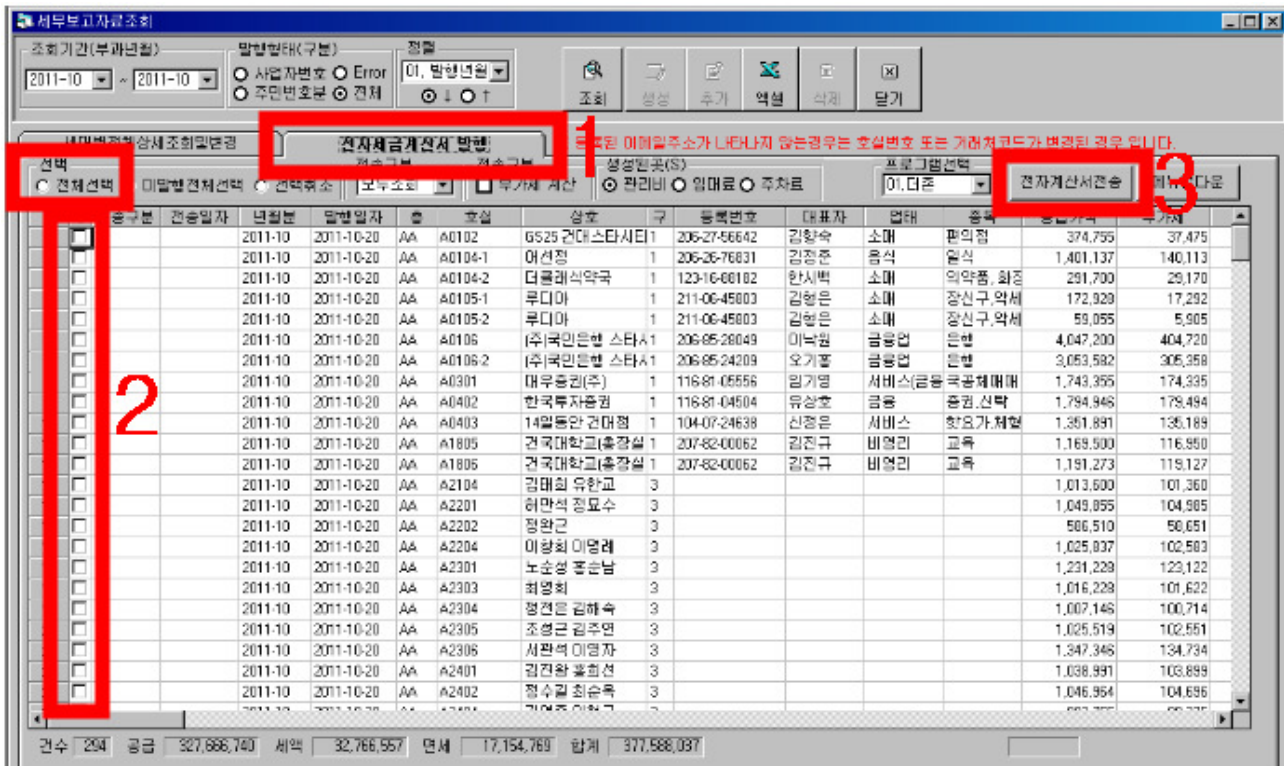 세무보고자료조회
조회기간(부과년월) 발행형태(구분) 정렬
2011-10 ~ 2011-10 사업자번호 Error 01, 발행년월
주민번호분 전체 ↓ ↑
조회 생성 추가 엑셀 삭제 닫기
전자세금계산서 발행 1 등록된 이메일주소가 나타나지 않는경우는 호실번호 또는 거래처코드가 변경된 경우 입니다.
선택 전송구분 전송구분 생성된곳(S) 프로그램선택 3
전체선택 미발행전체선택 선택취소 모두조회 부가세 계산 관리비 임대료 주차료 01,더존 전자계산서전송
송구분 전송일자 년월분 발행일자 층 호실 상호 구 등록번호 대표자 업태 종목 공급가액 부가세
2011-10 2011-10-20 AA A0102 GS25 건대스타시티 1 206-27-56642 김향숙 소매 편의점 374,755 37,475
2011-10 2011-10-20 AA A0104-1 어선정 1 206-26-76831 김정준 음식 일식 1,401,137 140,113
2011-10 2011-10-20 AA A0104-2 더클래식약국 1 123-16-88182 한시백 소매 의약품, 화장 291,700 29,170
2011-10 2011-10-20 AA A0105-1 루디아 1 211-06-45803 김형은 소매 장신구,악세 172,928 17,292
2011-10 2011-10-20 AA A0105-2 루디아 1 211-06-45803 김형은 소매 장신구,악세 59,055 5,905
2011-10 2011-10-20 AA A0106 (주)국민은행 스타시 1 206-85-28049 이낙원 금융업 은행 4,047,200 404,720
2011-10 2011-10-20 AA A0106-2 (주)국민은행 스타시 1 206-85-24209 오기홍 금융업 은행 3,053,582 305,358
2011-10 2011-10-20 AA A0301 대우증권(주) 1 116-81-05556 임기영 서비스(금융 국공채매매 1,743,355 174,335
2 2011-10 2011-10-20 AA A0402 한국투자증권 1 116-81-04504 유상호 금융 증권,신탁 1,794,946 179,494
2011-10 2011-10-20 AA A0403 14일동안 건대점 1 104-07-24638 신정은 서비스 핫요가,체형 1,351,891 135,189
2011-10 2011-10-20 AA A1805 건국대학교(총장실 1 207-82-00062 김진규 비영리 교육 1,169,500 116,950
2011-10 2011-10-20 AA A1806 건국대학교(총장실 1 207-82-00062 김진규 비영리 교육 1,191,273 119,127
2011-10 2011-10-20 AA A2104 김태희 유한교 3 1,013,600 101,360
2011-10 2011-10-20 AA A2201 허만석 정묘수 3 1,049,855 104,985
2011-10 2011-10-20 AA A2202 정완근 3 586,510 58,651
2011-10 2011-10-20 AA A2204 이창희 이명례 3 1,025,837 102,583
2011-10 2011-10-20 AA A2301 노순성 홍순남 3 1,231,228 123,122
2011-10 2011-10-20 AA A2303 최영희 3 1,016,228 101,622
2011-10 2011-10-20 AA A2304 정전은 김해숙 3 1,007,146 100,714
2011-10 2011-10-20 AA A2305 조성근 김주연 3 1,025,519 102,551
2011-10 2011-10-20 AA A2306 서관석 이영자 3 1,347,346 134,734
2011-10 2011-10-20 AA A2401 김진왕 홍희선 3 1,038,991 103,899
2011-10 2011-10-20 AA A2402 정수길 최순옥 3 1,046,964 104,696
건수 294 공급 327,666,740 세액 32,766,557 면세 17,154,769 합계 377,588,037